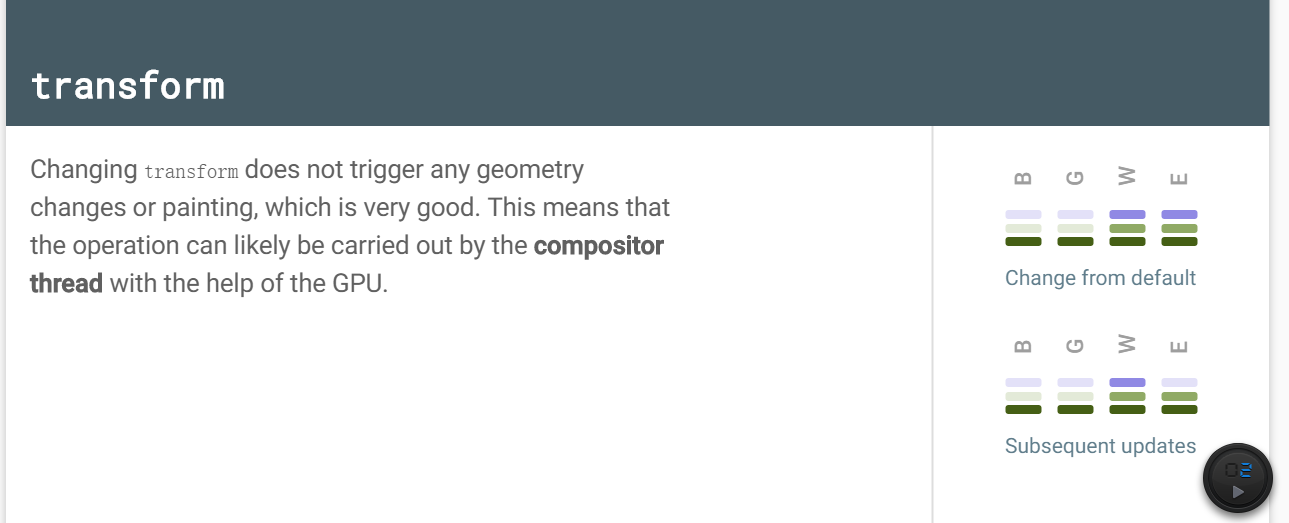 transform
Changing transform does not trigger any geometry
changes or painting, which is very good. This means that
the operation can likely be carried out by the compositor
thread with the help of the GPU.
B G W E
Change from default
B G W E
Subsequent updates
02